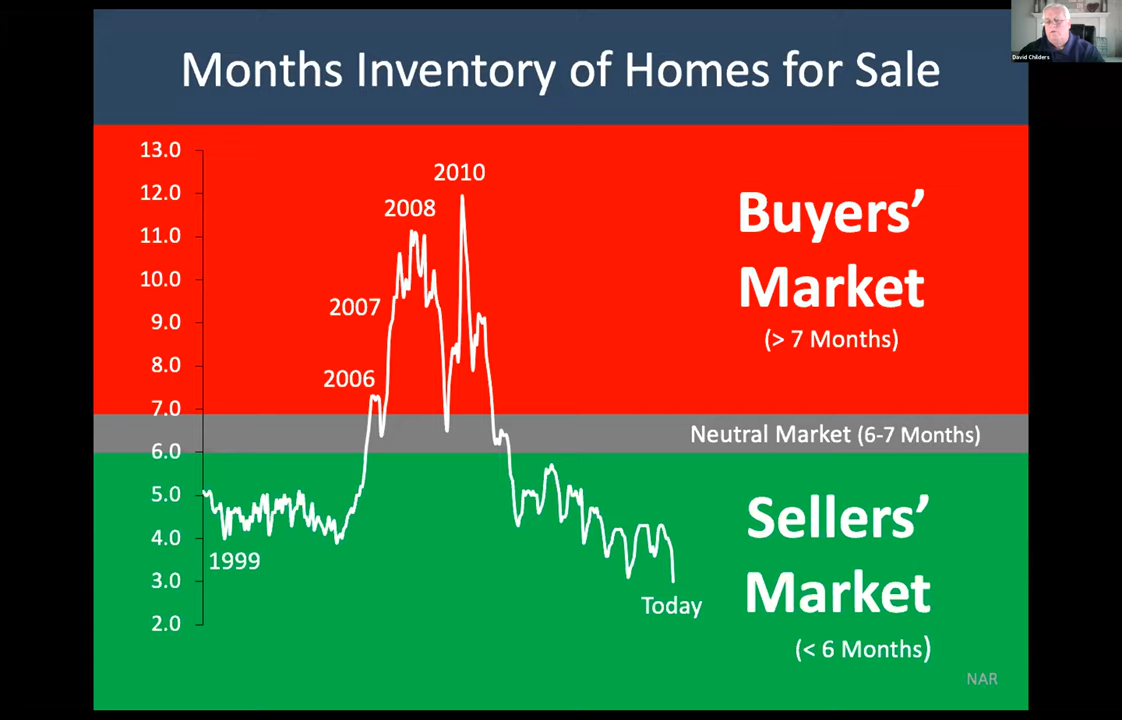 Months Inventory of Homes for Sale
David Childers
13.0
12.0
11.0
10.0
9.0
8.0
7.0
6.0
5.0
4.0
3.0
2.0
2010
2008
2007
2006
1999
Today
Buyers’
Market
(> 7 Months)
Neutral Market (6-7 Months)
Sellers’
Market
(< 6 Months)
NAR